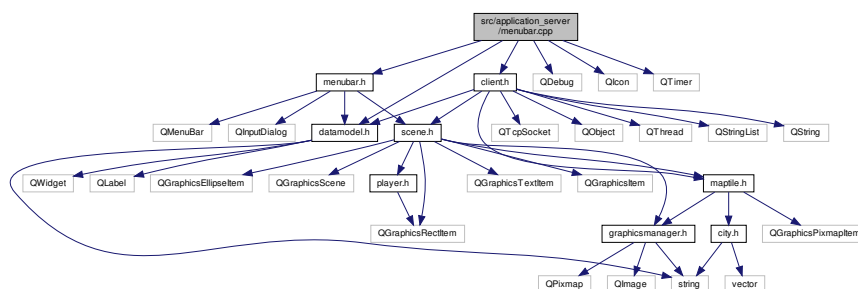 src/application_server
/menubar.cpp
menubar.h
client.h
QDebug
QIcon
QTimer
QMenuBar
QInputDialog
datamodel.h
scene.h
QTcpSocket
QObject
QThread
QStringList
QString
QWidget
QLabel
QGraphicsEllipseItem
QGraphicsScene
player.h
QGraphicsTextItem
QGraphicsItem
maptile.h
QGraphicsRectItem
graphicsmanager.h
city.h
QGraphicsPixmapItem
QPixmap
QImage
string
vector